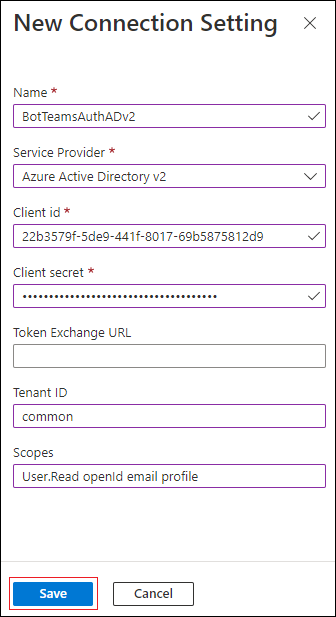 New Connection Setting
Name *
BotTeamsAuthADv2
Service Provider *
Azure Active Directory v2
Client id *
22b3579f-5de9-441f-8017-69b5875812d9
Client secret *
•••••••••••••••••••••••••••••••••••••
Token Exchange URL
Tenant ID
common
Scopes
User.Read openId email profile
Save Cancel